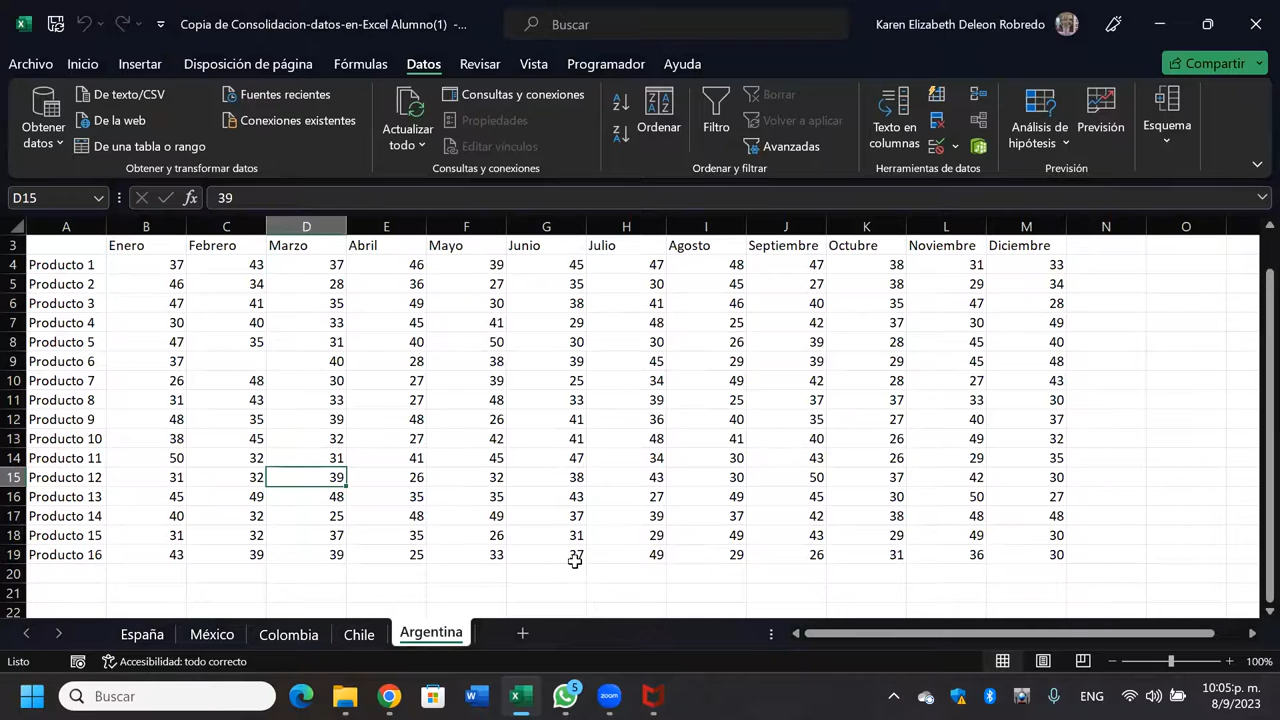 Copia de Consolidacion-datos-en-Excel Alumno(1) -...
Buscar
Karen Elizabeth Deleon Robredo
Archivo Inicio Insertar Disposición de página Fórmulas Datos Revisar Vista Programador Ayuda
Compartir
Obtener datos
De texto/CSV
De la web
De una tabla o rango
Fuentes recientes
Conexiones existentes
Obtener y transformar datos
Actualizar todo
Consultas y conexiones
Propiedades
Editar vínculos
Consultas y conexiones
Ordenar
Filtro
Borrar
Volver a aplicar
Avanzadas
Ordenar y filtrar
Texto en columnas
Herramientas de datos
Análisis de hipótesis
Previsión
Previsión
Esquema
D15 fx 39
A B C D E F G H I J K L M N O
3 Enero Febrero Marzo Abril Mayo Junio Julio Agosto Septiembre Octubre Noviembre Diciembre
4 Producto 1 37 43 37 46 39 45 47 48 47 38 31 33
5 Producto 2 46 34 28 36 27 35 30 45 27 38 29 34
6 Producto 3 47 41 35 49 30 38 41 46 40 35 47 28
7 Producto 4 30 40 33 45 41 29 48 25 42 37 30 49
8 Producto 5 47 35 31 40 50 30 30 26 39 28 45 40
9 Producto 6 37 40 28 38 39 45 29 39 29 45 48
10 Producto 7 26 48 30 27 39 25 34 49 42 28 27 43
11 Producto 8 31 43 33 27 48 33 39 25 37 37 33 30
12 Producto 9 48 35 39 48 26 41 36 40 35 27 40 37
13 Producto 10 38 45 32 27 42 41 48 41 40 26 49 32
14 Producto 11 50 32 31 41 45 47 34 30 43 26 29 35
15 Producto 12 31 32 39 26 32 38 43 30 50 37 42 30
16 Producto 13 45 49 48 35 35 43 27 49 45 30 50 27
17 Producto 14 40 32 25 48 49 37 39 37 42 38 48 48
18 Producto 15 31 32 37 35 26 31 29 49 43 29 49 30
19 Producto 16 43 39 39 25 33 27 49 29 26 31 36 30
20
21
22
España México Colombia Chile Argentina
Listo
Accesibilidad: todo correcto
100%
Buscar
5
zoom
ENG
10:05:p. m.
8/9/2023